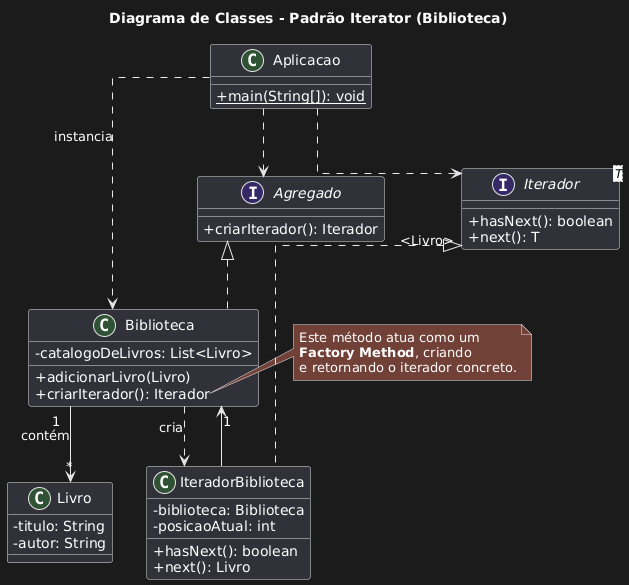 Diagrama de Classes - Padrão Iterator (Biblioteca)
C Aplicacao
+main(String[]): void
instancia
I Agregado
+criarIterador(): Iterador
I Iterador
T
+hasNext(): boolean
+next(): T
<Livro>
C Biblioteca
-catalogoDeLivros: List<Livro>
+adicionarLivro(Livro)
+criarIterador(): Iterador
Este método atua como um
Factory Method, criando
e retornando o iterador concreto.
1
contém
*
cria
1
C Livro
-titulo: String
-autor: String
C IteradorBiblioteca
-biblioteca: Biblioteca
-posicaoAtual: int
+hasNext(): boolean
+next(): Livro